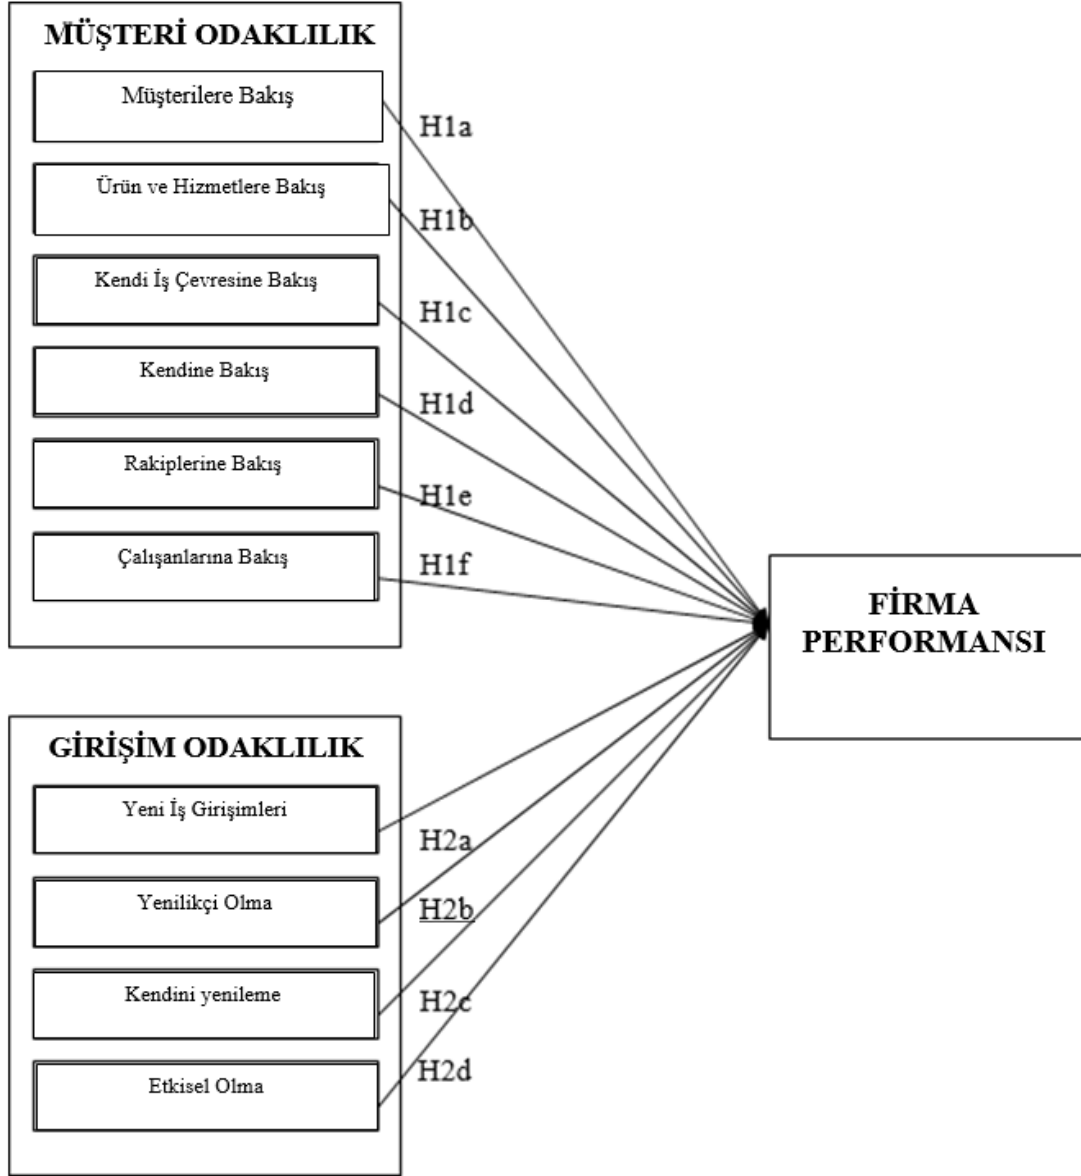 MÜŞTERİ ODAKLILIK
Müşterilere Bakış
H1a
Ürün ve Hizmetlere Bakış
H1b
Kendi İş Çevresine Bakış
H1c
Kendine Bakış
H1d
Rakiplerine Bakış
H1e
Çalışanlarına Bakış
H1f
FİRMA
PERFORMANSI
GİRİŞİM ODAKLILIK
Yeni İş Girişimleri
H2a
Yenilikçi Olma
H2b
Kendini yenileme
H2c
Etkisel Olma
H2d